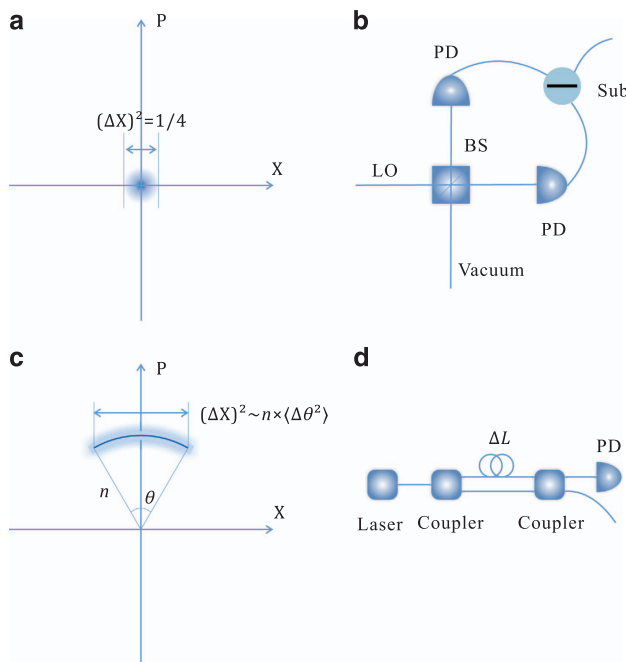 a
P
(ΔX)²=1/4
X
b
PD
Sub
BS
LO
PD
Vacuum
c
P
(ΔX)²~n×⟨Δθ²⟩
n
θ
X
d
ΔL
PD
Laser
Coupler
Coupler